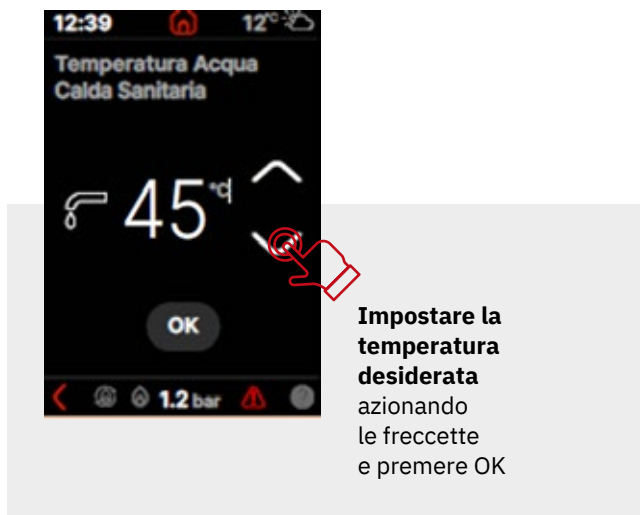 12:39 12°C
Temperatura Acqua
Calda Sanitaria
45°C
OK
1.2 bar
Impostare la
temperatura
desiderata
azionando
le freccette
e premere OK